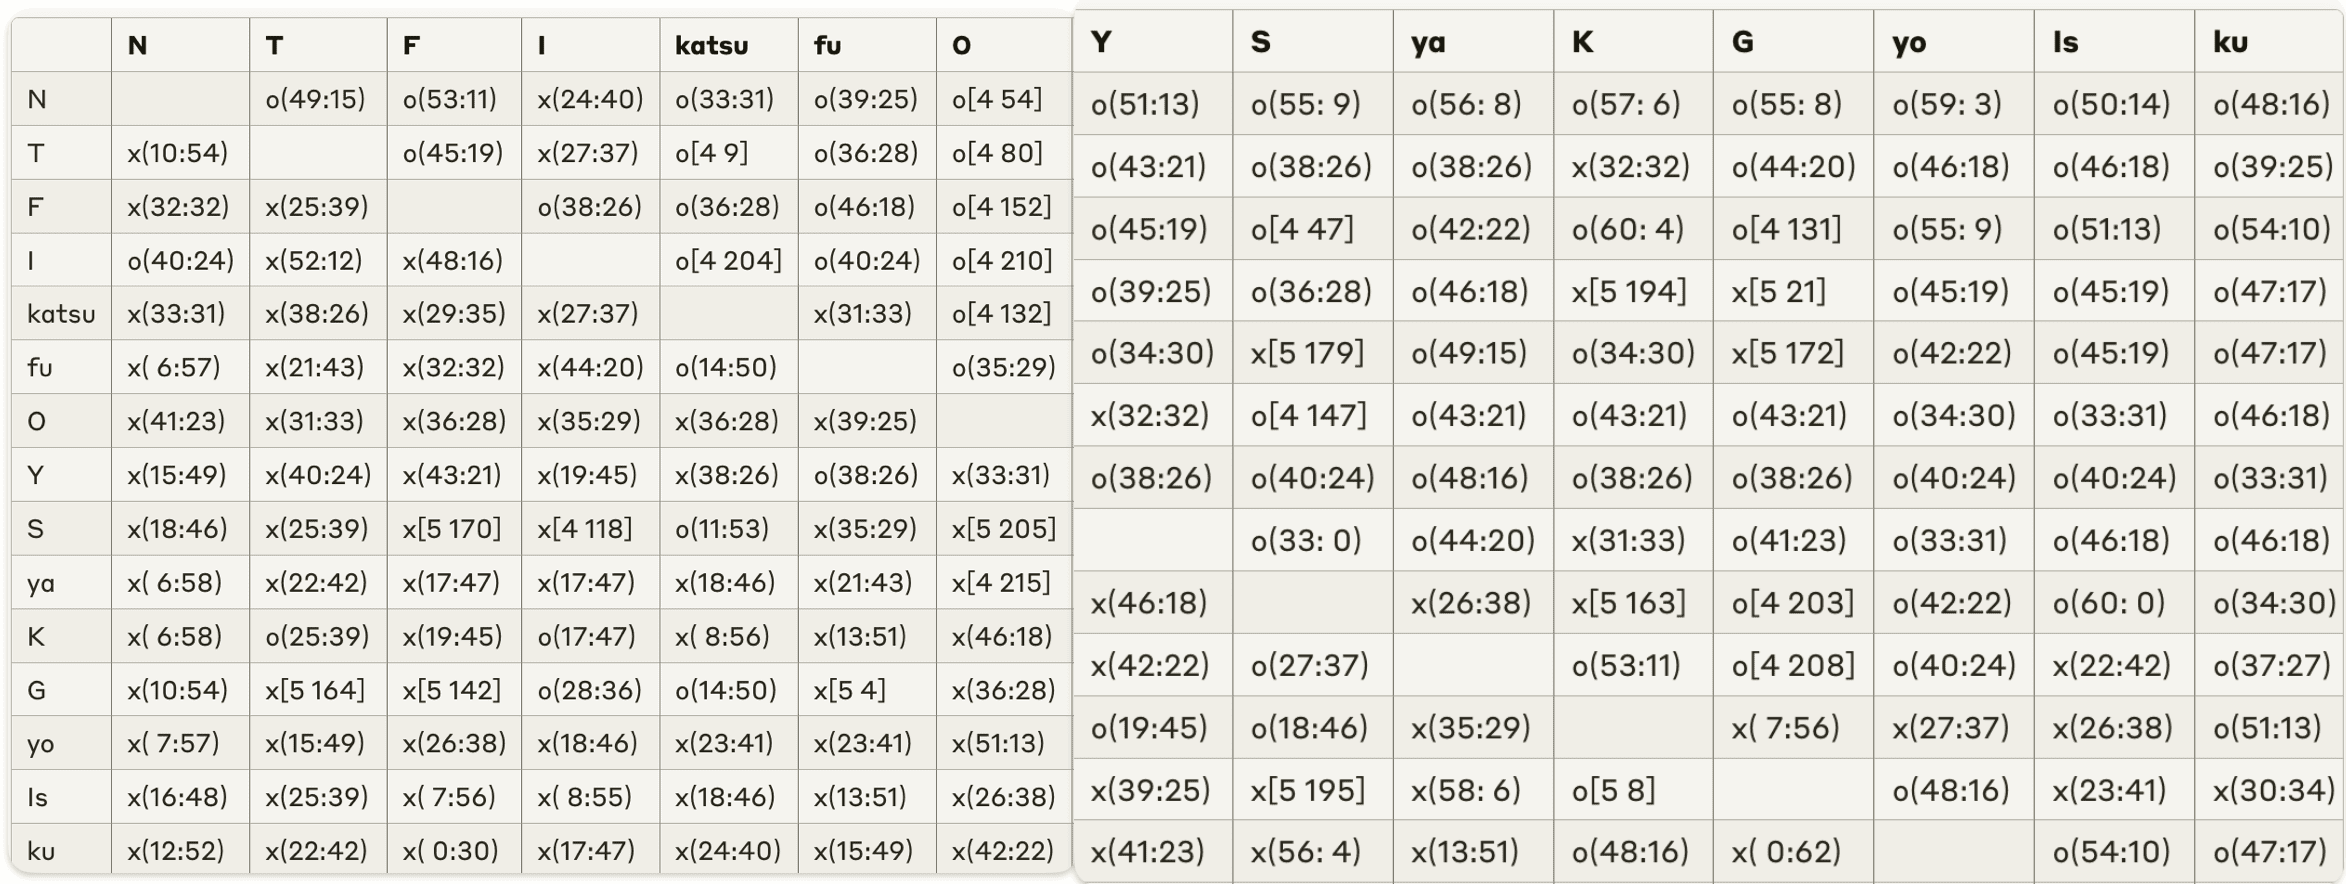 N T F I katsu fu O
N o(49:15) o(53:11) x(24:40) o(33:31) o(39:25) o[4 54]
T x(10:54) o(45:19) x(27:37) o[4 9] o(36:28) o[4 80]
F x(32:32) x(25:39) o(38:26) o(36:28) o(46:18) o[4 152]
I o(40:24) x(52:12) x(48:16) o[4 204] o(40:24) o[4 210]
katsu x(33:31) x(38:26) x(29:35) x(27:37) x(31:33) o[4 132]
fu x( 6:57) x(21:43) x(32:32) x(44:20) o(14:50) o(35:29)
O x(41:23) x(31:33) x(36:28) x(35:29) x(36:28) x(39:25)
Y x(15:49) x(40:24) x(43:21) x(19:45) x(38:26) o(38:26) x(33:31)
S x(18:46) x(25:39) x[5 170] x[4 118] o(11:53) x(35:29) x[5 205]
ya x( 6:58) x(22:42) x(17:47) x(17:47) x(18:46) x(21:43) x[4 215]
K x( 6:58) o(25:39) x(19:45) o(17:47) x( 8:56) x(13:51) x(46:18)
G x(10:54) x[5 164] x[5 142] o(28:36) o(14:50) x[5 4] x(36:28)
yo x( 7:57) x(15:49) x(26:38) x(18:46) x(23:41) x(23:41) x(51:13)
Is x(16:48) x(25:39) x( 7:56) x( 8:55) x(18:46) x(13:51) x(26:38)
ku x(12:52) x(22:42) x( 0:30) x(17:47) x(24:40) x(15:49) x(42:22)
Y S ya K G yo Is ku
o(51:13) o(55: 9) o(56: 8) o(57: 6) o(55: 8) o(59: 3) o(50:14) o(48:16)
o(43:21) o(38:26) o(38:26) x(32:32) o(44:20) o(46:18) o(46:18) o(39:25)
o(45:19) o[4 47] o(42:22) o(60: 4) o[4 131] o(55: 9) o(51:13) o(54:10)
o(39:25) o(36:28) o(46:18) x[5 194] x[5 21] o(45:19) o(45:19) o(47:17)
o(34:30) x[5 179] o(49:15) o(34:30) x[5 172] o(42:22) o(45:19) o(47:17)
x(32:32) o[4 147] o(43:21) o(43:21) o(43:21) o(34:30) o(33:31) o(46:18)
o(38:26) o(40:24) o(48:16) o(38:26) o(38:26) o(40:24) o(40:24) o(33:31)
o(33: 0) o(44:20) x(31:33) o(41:23) o(33:31) o(46:18) o(46:18)
x(46:18) x(26:38) x[5 163] o[4 203] o(42:22) o(60: 0) o(34:30)
x(42:22) o(27:37) o(53:11) o[4 208] o(40:24) x(22:42) o(37:27)
o(19:45) o(18:46) x(35:29) x( 7:56) x(27:37) x(26:38) o(51:13)
x(39:25) x[5 195] x(58: 6) o[5 8] o(48:16) x(23:41) x(30:34)
x(41:23) x(56: 4) x(13:51) o(48:16) x( 0:62) o(54:10) o(47:17)